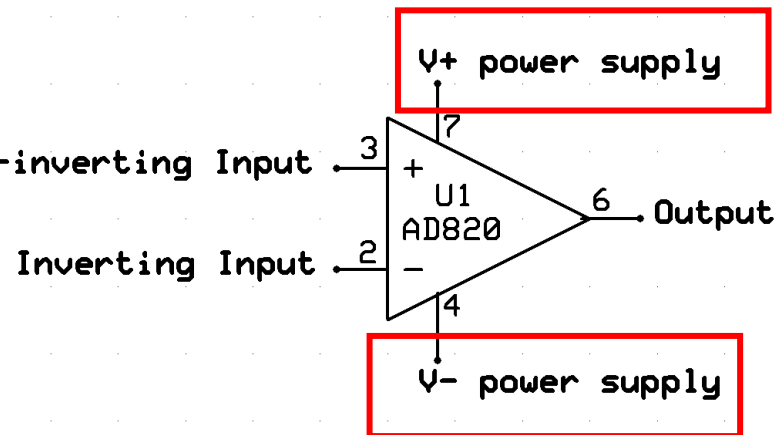 V+ power supply
7
-inverting Input 3 +
U1
6
AD820
Output
2
Inverting Input −
4
V- power supply